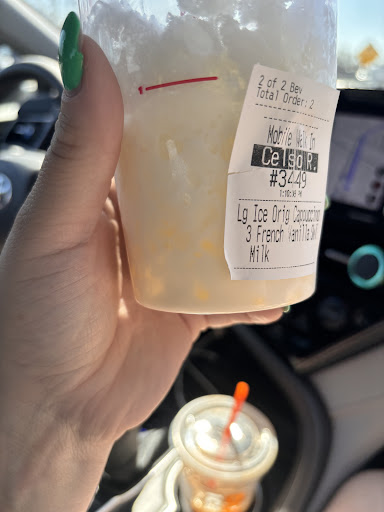 2 of 2 Bev
Total Order: 2
Mobile Walk In
Celso R.
#3449
Lg Ice Orig Cappuccino
3 French Vanilla
Milk